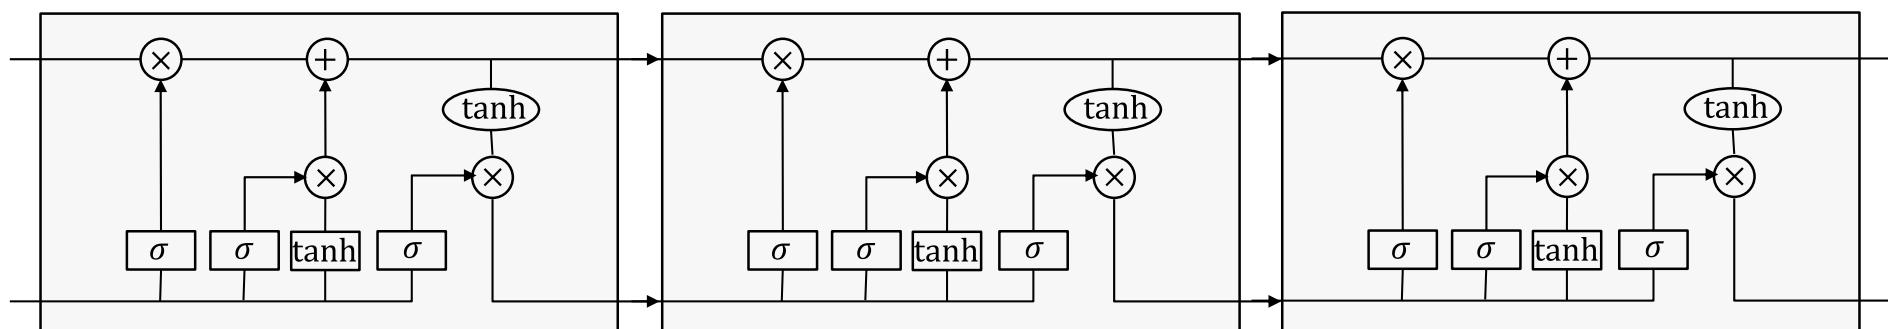 × + × +  × +
tanh tanh tanh
× × × × × ×
σ σ tanh σ σ σ tanh σ σ σ tanh σ